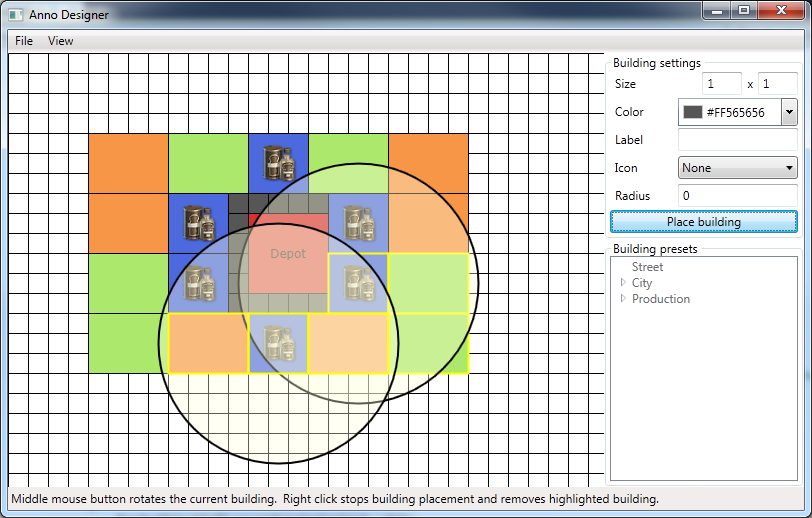 Anno Designer
File View
Building settings
Size 1 x 1
Color #FF565656
Label
Icon None
Radius 0
Place building
Building presets
Street
City
Production
Depot
Middle mouse button rotates the current building. Right click stops building placement and removes highlighted building.